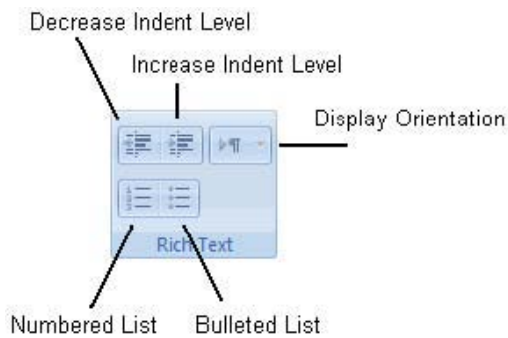 Decrease Indent Level
Increase Indent Level
Display Orientation
Rich Text
Numbered List
Bulleted List